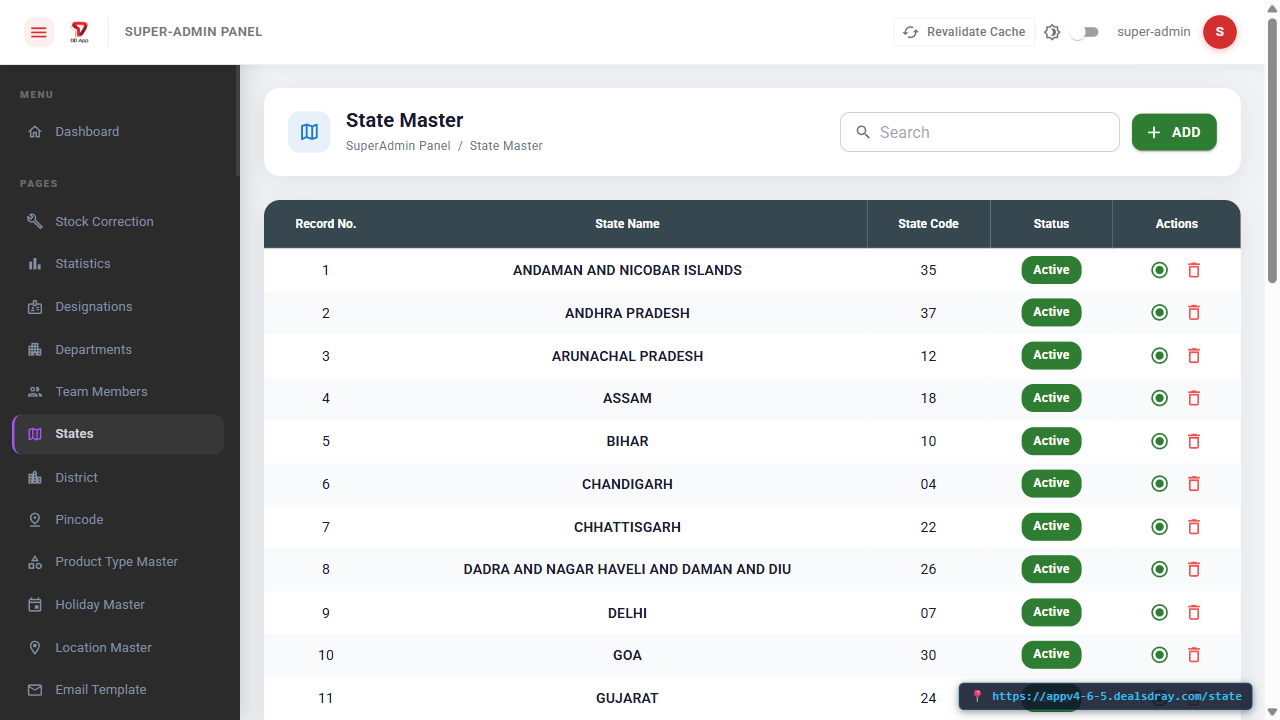 DD App
SUPER-ADMIN PANEL
Revalidate Cache
super-admin
S
MENU
Dashboard
PAGES
Stock Correction
Statistics
Designations
Departments
Team Members
States
District
Pincode
Product Type Master
Holiday Master
Location Master
Email Template
State Master
SuperAdmin Panel / State Master
Search
ADD
Record No. State Name State Code Status Actions
1 ANDAMAN AND NICOBAR ISLANDS 35 Active
2 ANDHRA PRADESH 37 Active
3 ARUNACHAL PRADESH 12 Active
4 ASSAM 18 Active
5 BIHAR 10 Active
6 CHANDIGARH 04 Active
7 CHHATTISGARH 22 Active
8 DADRA AND NAGAR HAVELI AND DAMAN AND DIU 26 Active
9 DELHI 07 Active
10 GOA 30 Active
11 GUJARAT 24
https://appv4-6-5.dealsdray.com/state